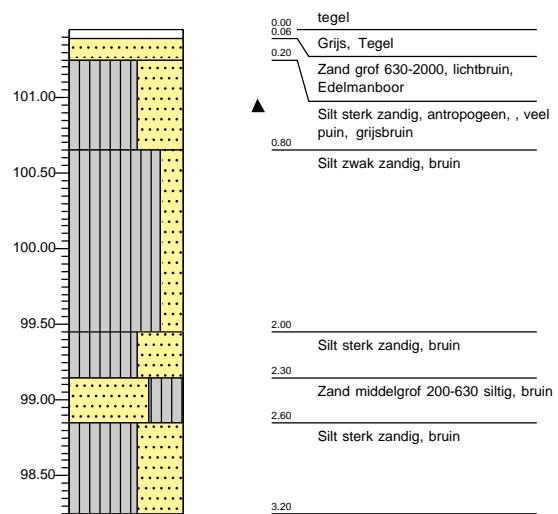 tegel
0.00
0.06
Grijs, Tegel
0.20
Zand grof 630-2000, lichtbruin,
Edelmanboor
101.00
Silt sterk zandig, antropogeen, , veel
puin, grijsbruin
0.80
Silt zwak zandig, bruin
100.50
100.00
99.50
2.00
Silt sterk zandig, bruin
2.30
Zand middelgrof 200-630 siltig, bruin
99.00
2.60
Silt sterk zandig, bruin
98.50
3.20